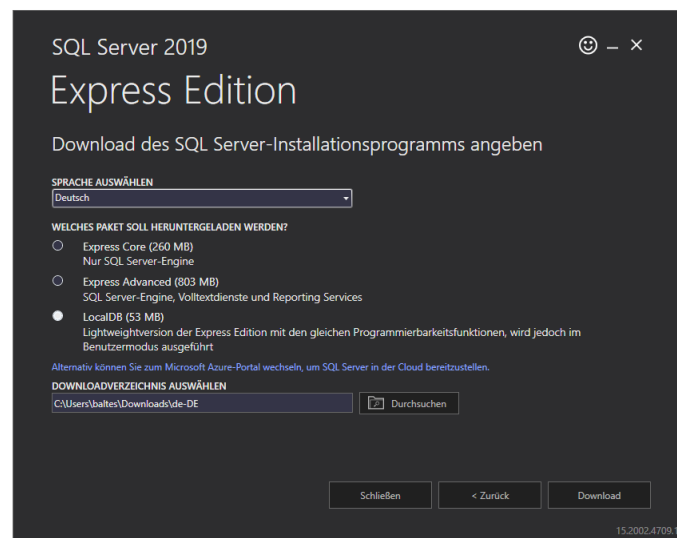 SQL Server 2019
Express Edition
Download des SQL Server-Installationsprogramms angeben
SPRACHE AUSWÄHLEN
Deutsch
WELCHES PAKET SOLL HERUNTERGELADEN WERDEN?
Express Core (260 MB)
Nur SQL Server-Engine
Express Advanced (803 MB)
SQL Server-Engine, Volltextdienste und Reporting Services
LocalDB (53 MB)
Lightweightversion der Express Edition mit den gleichen Programmierbarkeitsfunktionen, wird jedoch im
Benutzermodus ausgeführt
Alternativ können Sie zum Microsoft Azure-Portal wechseln, um SQL Server in der Cloud bereitzustellen.
DOWNLOADVERZEICHNIS AUSWÄHLEN
C:\Users\baltes\Downloads\de-DE
Durchsuchen
Schließen
< Zurück
Download
15.2002.4709.1